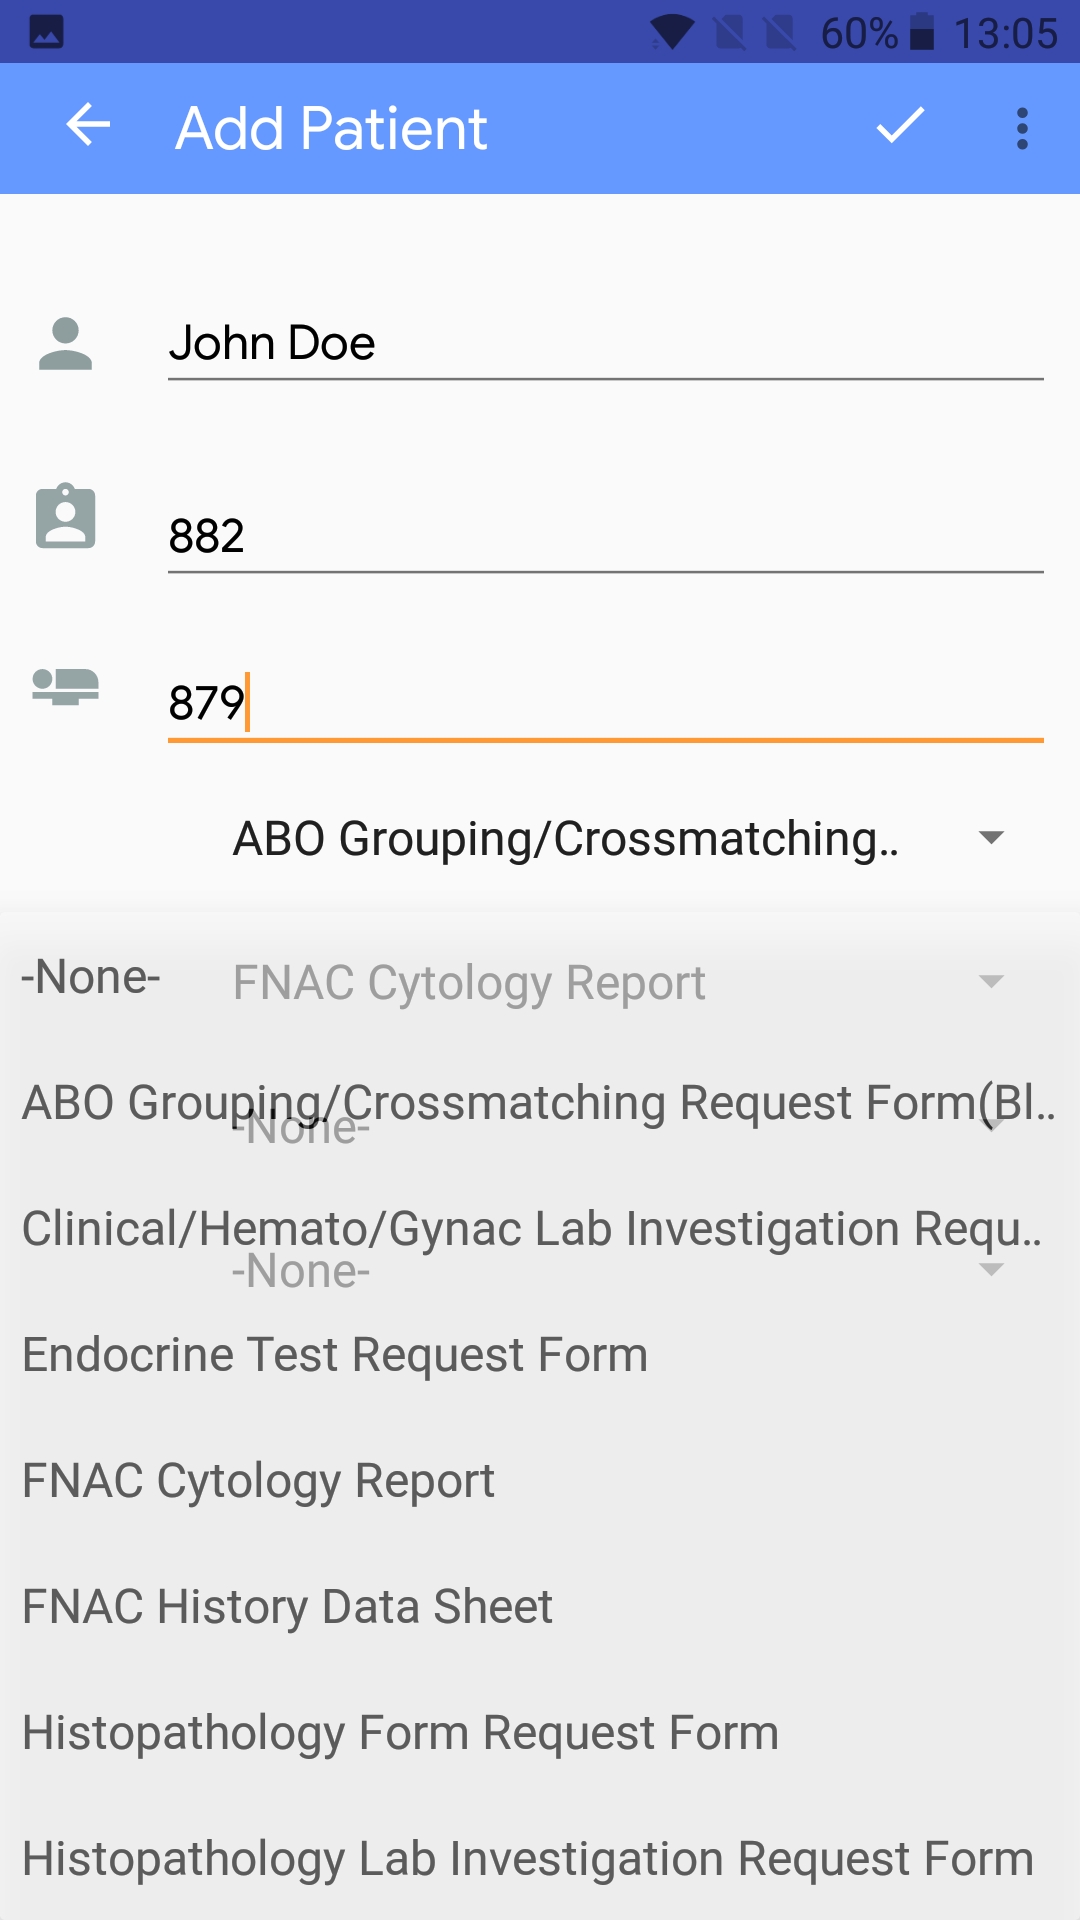 60% 13:05
Add Patient
John Doe
882
879
ABO Grouping/Crossmatching..
-None- FNAC Cytology Report
ABO Grouping/Crossmatching Request Form(Bl..
-None-
Clinical/Hemato/Gynac Lab Investigation Requ..
-None-
Endocrine Test Request Form
FNAC Cytology Report
FNAC History Data Sheet
Histopathology Form Request Form
Histopathology Lab Investigation Request Form